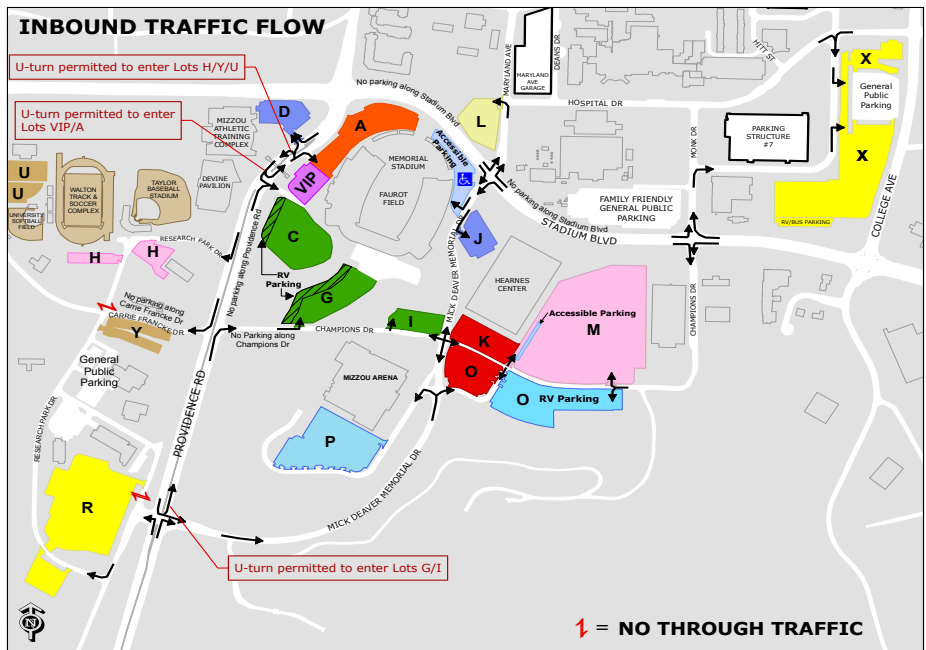 INBOUND TRAFFIC FLOW
U-turn permitted to enter Lots H/Y/U
U-turn permitted to enter
Lots VIP/A
No parking along Stadium Blvd
MARYLAND AVE
DEANS DR
MARYLAND
AVE
GARAGE
HITT ST
HOSPITAL DR
X
General
Public
Parking
X
RV/BUS PARKING
COLLEGE AVE
PARKING
STRUCTURE
#7
MONK DR
D
A
L
MIZZOU
ATHLETIC
TRAINING
COMPLEX
MEMORIAL
STADIUM
Accessible
Parking
VIP
DEVINE
PAVILION
FAUROT
FIELD
No parking along Stadium Blvd
STADIUM BLVD
FAMILY FRIENDLY
GENERAL PUBLIC
PARKING
U
U
UNIVERSITY
SOFTBALL
FIELD
WALTON
TRACK &
SOCCER
COMPLEX
TAYLOR
BASEBALL
STADIUM
RESEARCH PARK DR
H
H
No parking along Providence Rd
C
J
RV
Parking
G
MICK DEAVER MEMORIAL DR
HEARNES
CENTER
Accessible Parking
M
CHAMPIONS DR
No parking along
Carrie Francke Dr
CARRIE FRANCKE DR
Y
No Parking along
Champions Dr
CHAMPIONS DR
I
K
O
O RV Parking
General
Public
Parking
MIZZOU ARENA
P
PROVIDENCE RD
RESEARCH PARK DR
R
MICK DEAVER MEMORIAL DR
U-turn permitted to enter Lots G/I
N
= NO THROUGH TRAFFIC